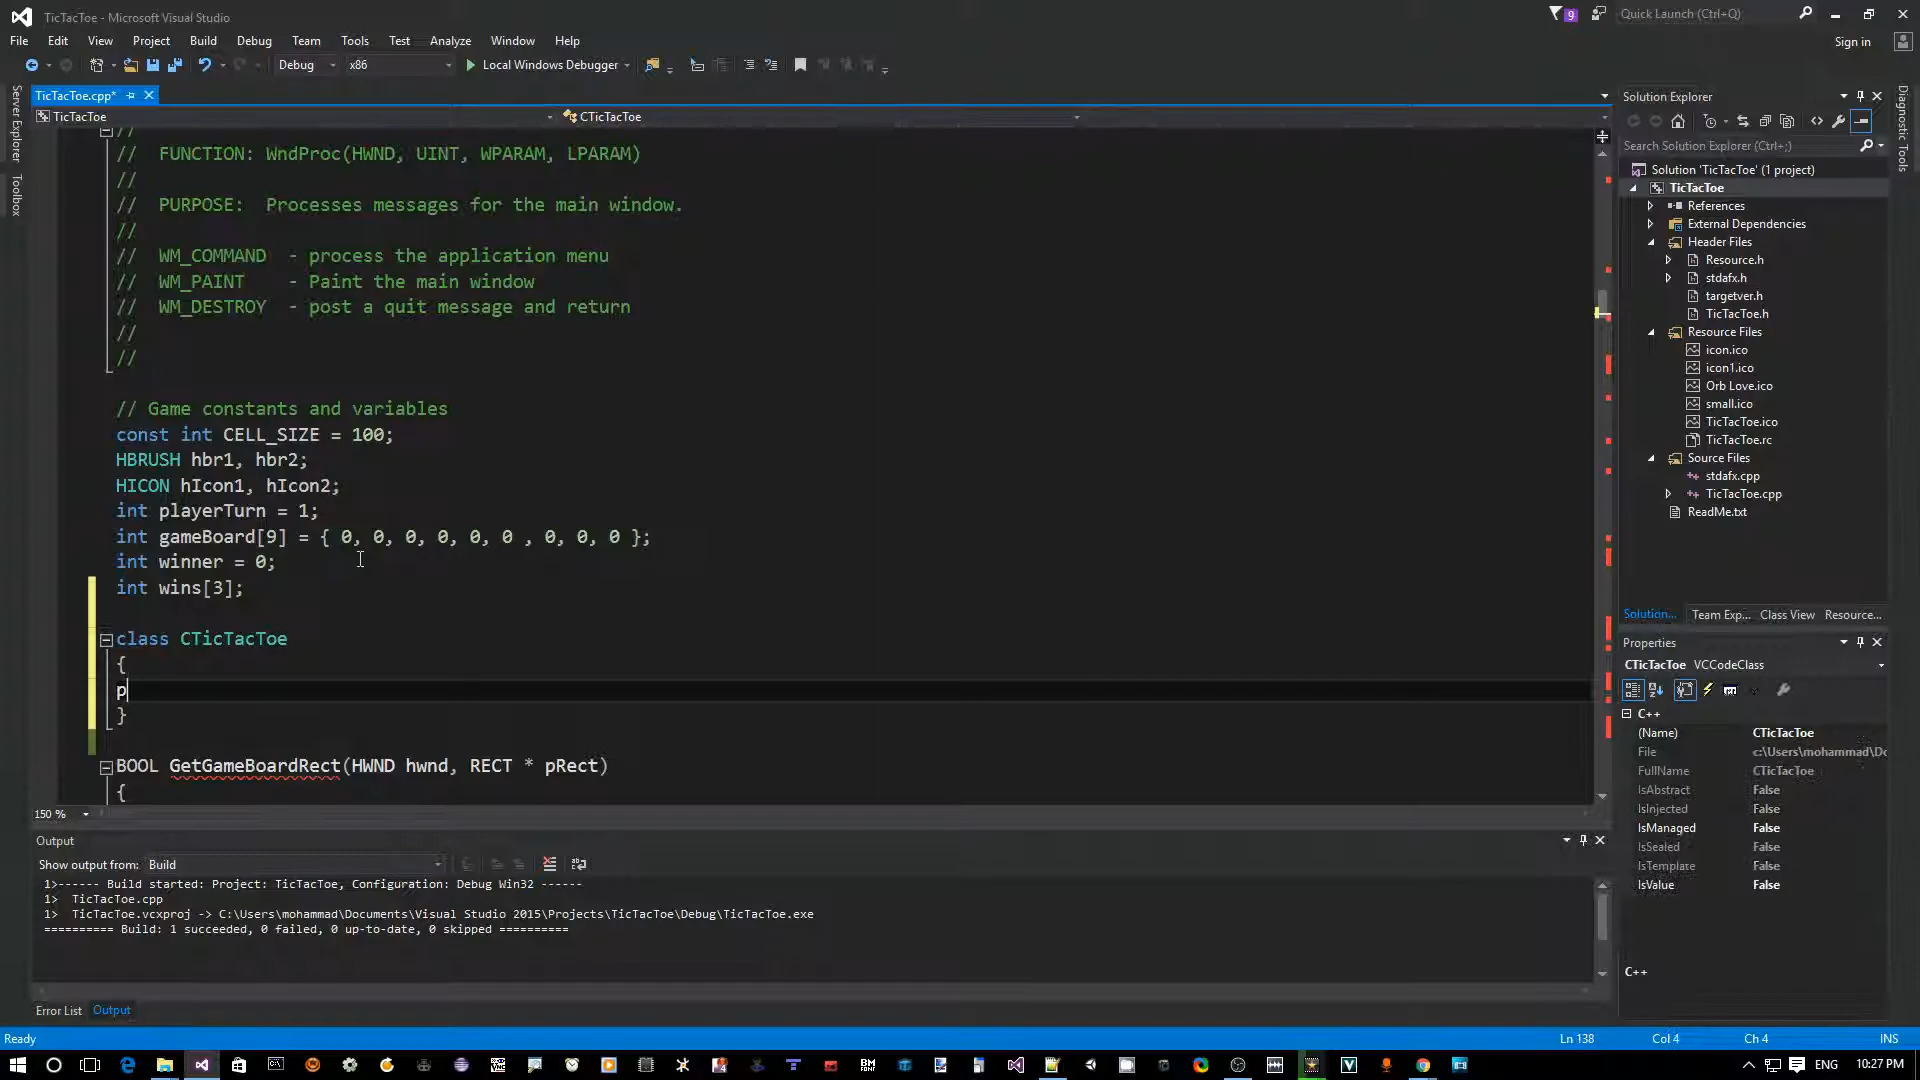 TicTacToe - Microsoft Visual Studio
9
Quick Launch (Ctrl+Q)
File Edit View Project Build Debug Team Tools Test Analyze Window Help
Sign in
Debug x86 Local Windows Debugger
Server Explorer
Toolbox
TicTacToe.cpp*
TicTacToe CTicTacToe
//
// FUNCTION: WndProc(HWND, UINT, WPARAM, LPARAM)
//
// PURPOSE: Processes messages for the main window.
//
// WM_COMMAND - process the application menu
// WM_PAINT - Paint the main window
// WM_DESTROY - post a quit message and return
//
//
// Game constants and variables
const int CELL_SIZE = 100;
HBRUSH hbr1, hbr2;
HICON hIcon1, hIcon2;
int playerTurn = 1;
int gameBoard[9] = { 0, 0, 0, 0, 0, 0 , 0, 0, 0 };
int winner = 0;
int wins[3];
class CTicTacToe
{
p
}
BOOL GetGameBoardRect(HWND hwnd, RECT * pRect)
{
150 %
Output
Show output from: Build
1>------ Build started: Project: TicTacToe, Configuration: Debug Win32 ------
1> TicTacToe.cpp
1> TicTacToe.vcxproj -> C:\Users\mohammad\Documents\Visual Studio 2015\Projects\TicTacToe\Debug\TicTacToe.exe
========== Build: 1 succeeded, 0 failed, 0 up-to-date, 0 skipped ==========
Error List Output
Solution Explorer
Search Solution Explorer (Ctrl+;)
Solution 'TicTacToe' (1 project)
TicTacToe
References
External Dependencies
Header Files
Resource.h
stdafx.h
targetver.h
TicTacToe.h
Resource Files
icon.ico
icon1.ico
Orb Love.ico
small.ico
TicTacToe.ico
TicTacToe.rc
Source Files
stdafx.cpp
TicTacToe.cpp
ReadMe.txt
Solution... Team Exp... Class View Resource...
Diagnostic Tools
Properties
CTicTacToe VCCodeClass
C++
(Name) CTicTacToe
File c:\Users\mohammad\Do
FullName CTicTacToe
IsAbstract False
IsInjected False
IsManaged False
IsSealed False
IsTemplate False
IsValue False
C++
Ready Ln 138 Col 4 Ch 4 INS
ENG 10:27 PM